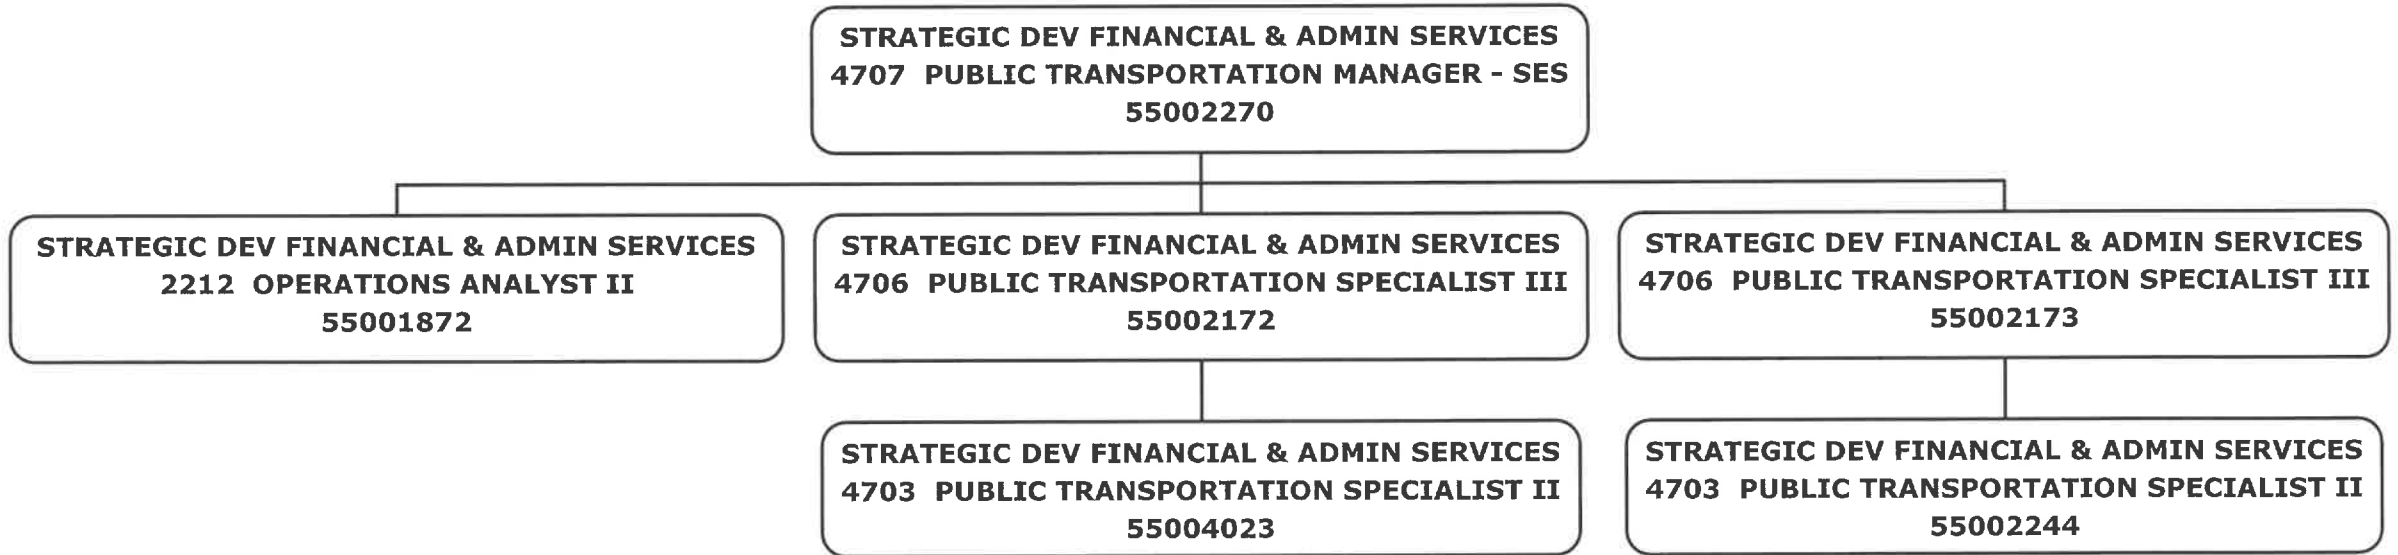 STRATEGIC DEV FINANCIAL & ADMIN SERVICES
4707 PUBLIC TRANSPORTATION MANAGER - SES
55002270
STRATEGIC DEV FINANCIAL & ADMIN SERVICES
2212 OPERATIONS ANALYST II
55001872
STRATEGIC DEV FINANCIAL & ADMIN SERVICES
4706 PUBLIC TRANSPORTATION SPECIALIST III
55002172
STRATEGIC DEV FINANCIAL & ADMIN SERVICES
4706 PUBLIC TRANSPORTATION SPECIALIST III
55002173
STRATEGIC DEV FINANCIAL & ADMIN SERVICES
4703 PUBLIC TRANSPORTATION SPECIALIST II
55004023
STRATEGIC DEV FINANCIAL & ADMIN SERVICES
4703 PUBLIC TRANSPORTATION SPECIALIST II
55002244